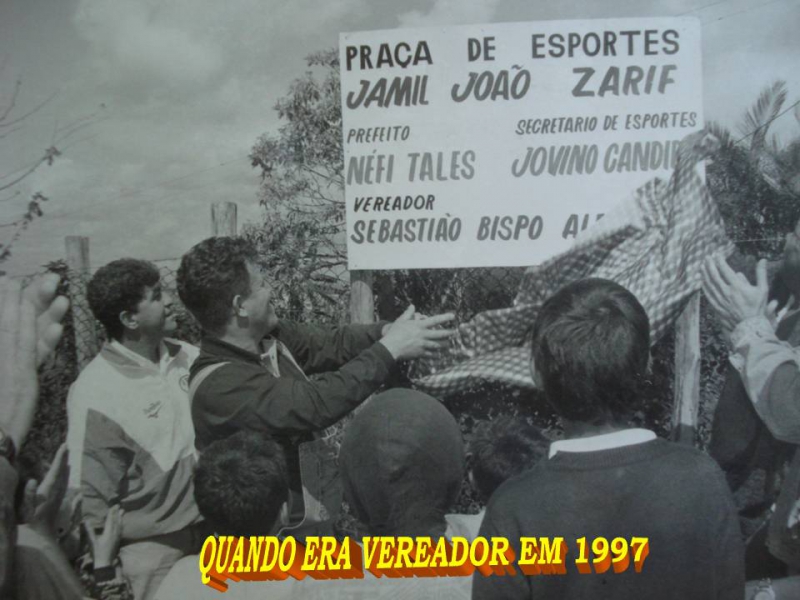 PRAÇA DE ESPORTES
JAMIL JOÃO ZARIF
PREFEITO SECRETARIO DE ESPORTES
NÉFI TALES JOVINO
VEREADOR
SEBASTIÃO BISPO
QUANDO ERA VEREADOR EM 1997